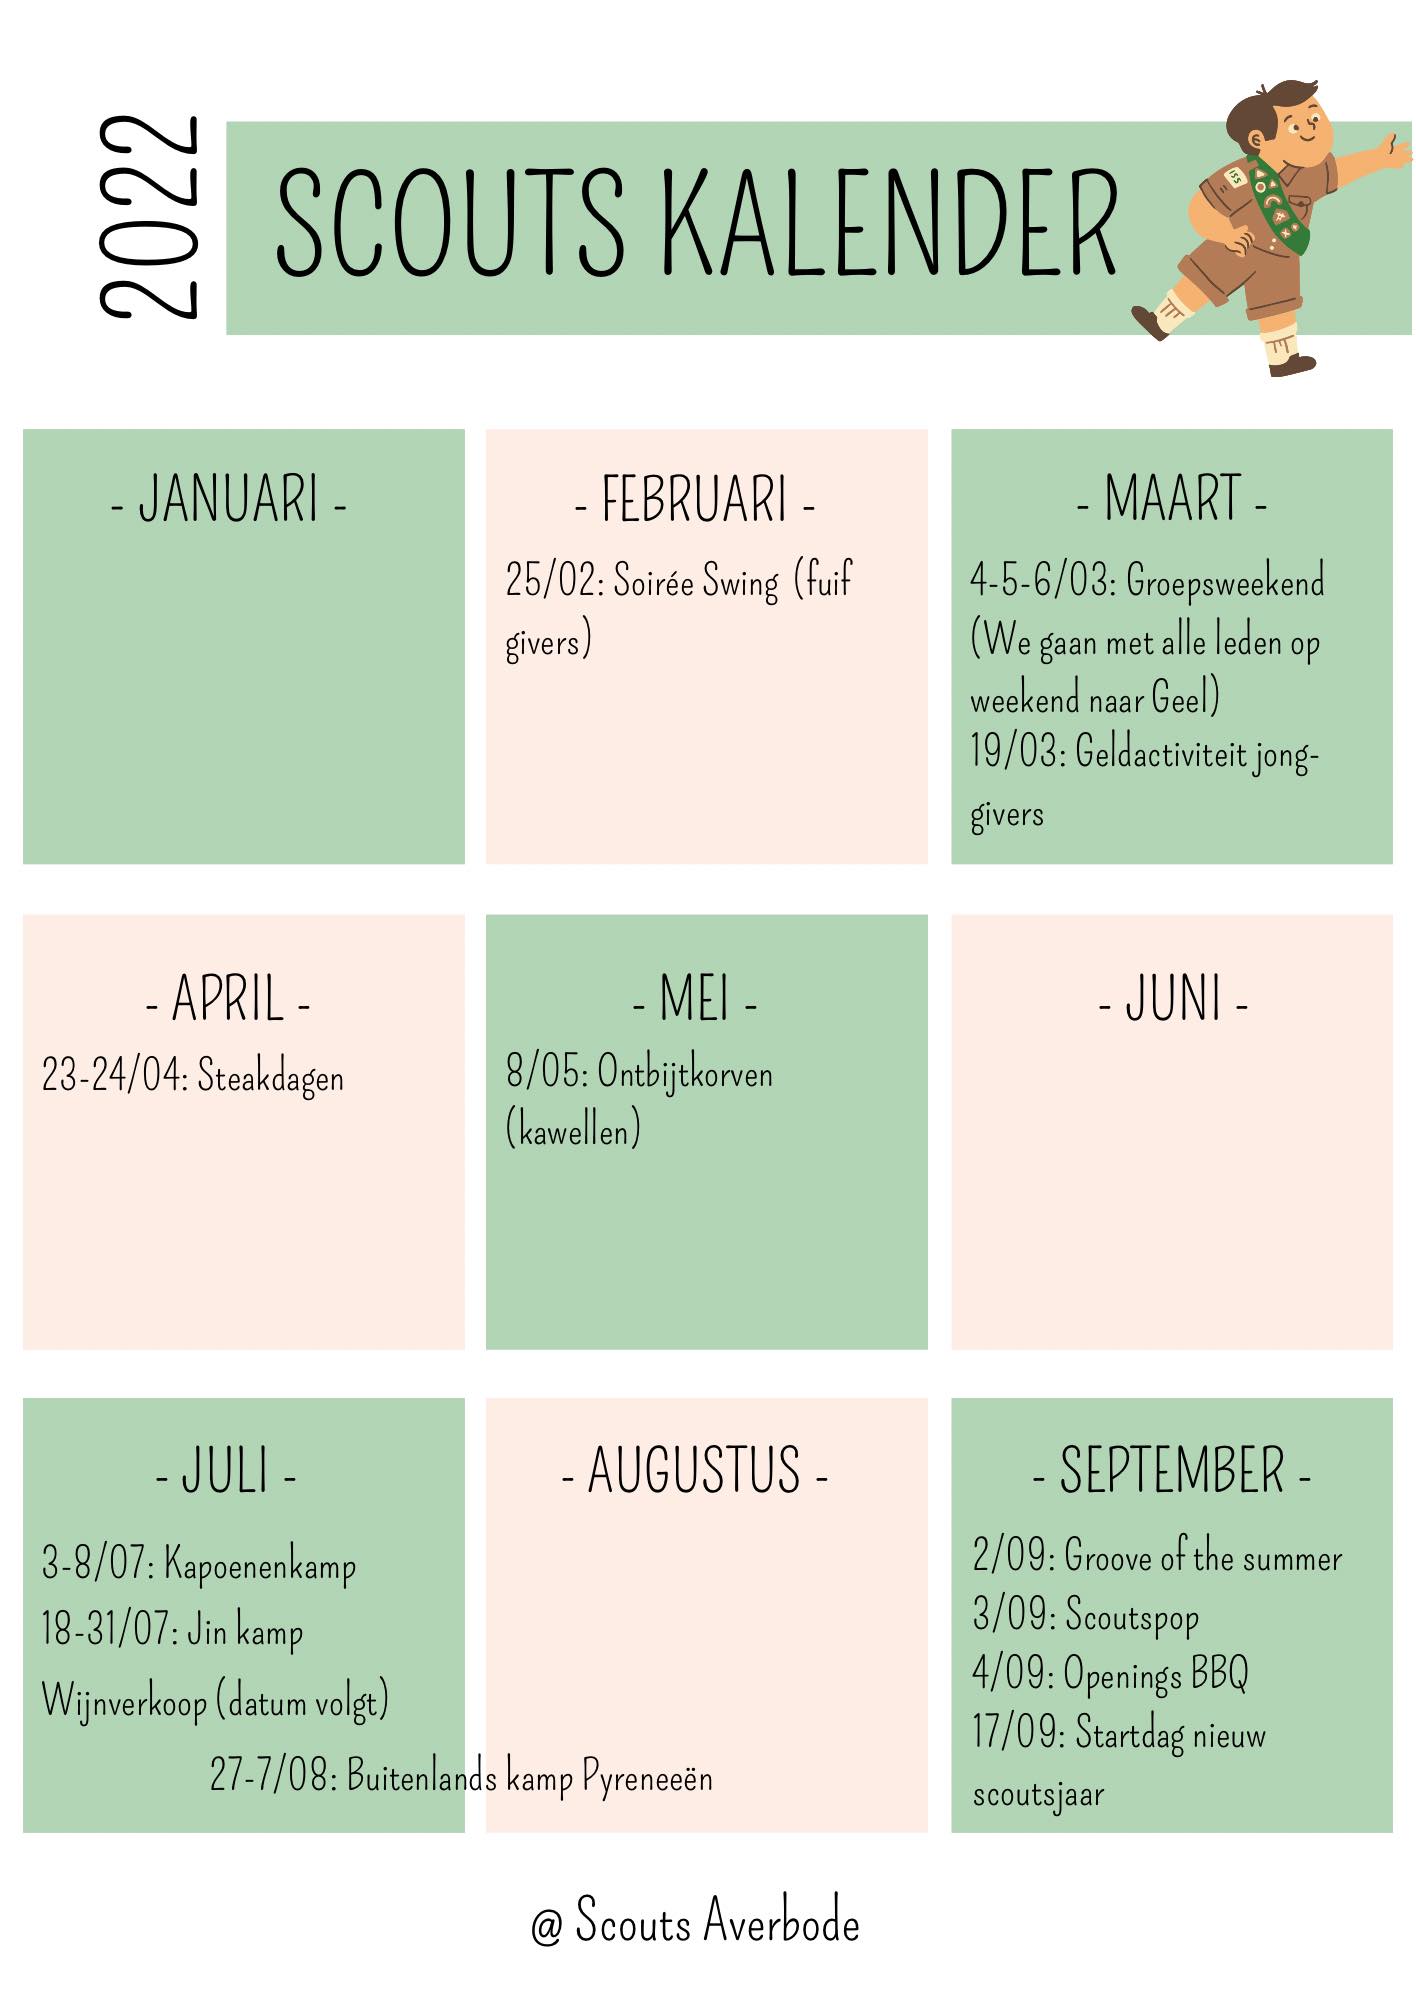 2022
SCOUTS KALENDER
ISS
- JANUARI -
- FEBRUARI -
25/02: Soirée Swing (fuif
givers)
- MAART -
4-5-6/03: Groepsweekend
(We gaan met alle leden op
weekend naar Geel)
19/03: Geldactiviteit jong-
givers
- APRIL -
23-24/04: Steakdagen
- MEI -
8/05: Ontbijtkorven
(kawellen)
- JUNI -
- JULI -
3-8/07: Kapoenenkamp
18-31/07: Jin kamp
Wijnverkoop (datum volgt)
27-7/08: Buitenlands kamp Pyreneeën
- AUGUSTUS -
- SEPTEMBER -
2/09: Groove of the summer
3/09: Scoutspop
4/09: Openings BBQ
17/09: Startdag nieuw
scoutsjaar
@ Scouts Averbode